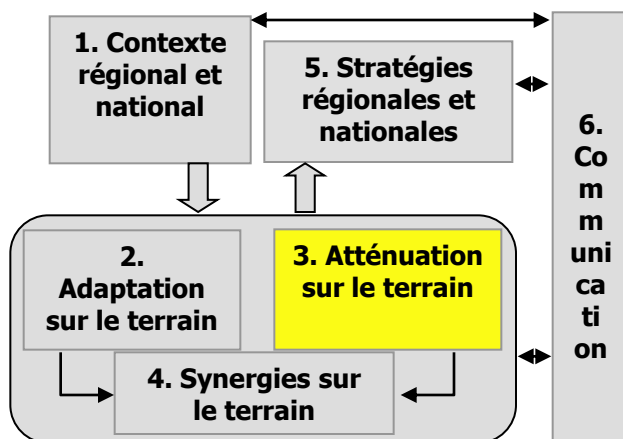 1. Contexte
régional et
national
5. Stratégies
régionales et
nationales
2.
Adaptation
sur le terrain
3. Atténuation
sur le terrain
4. Synergies sur
le terrain
6.
Co
m
m
uni
ca
ti
on